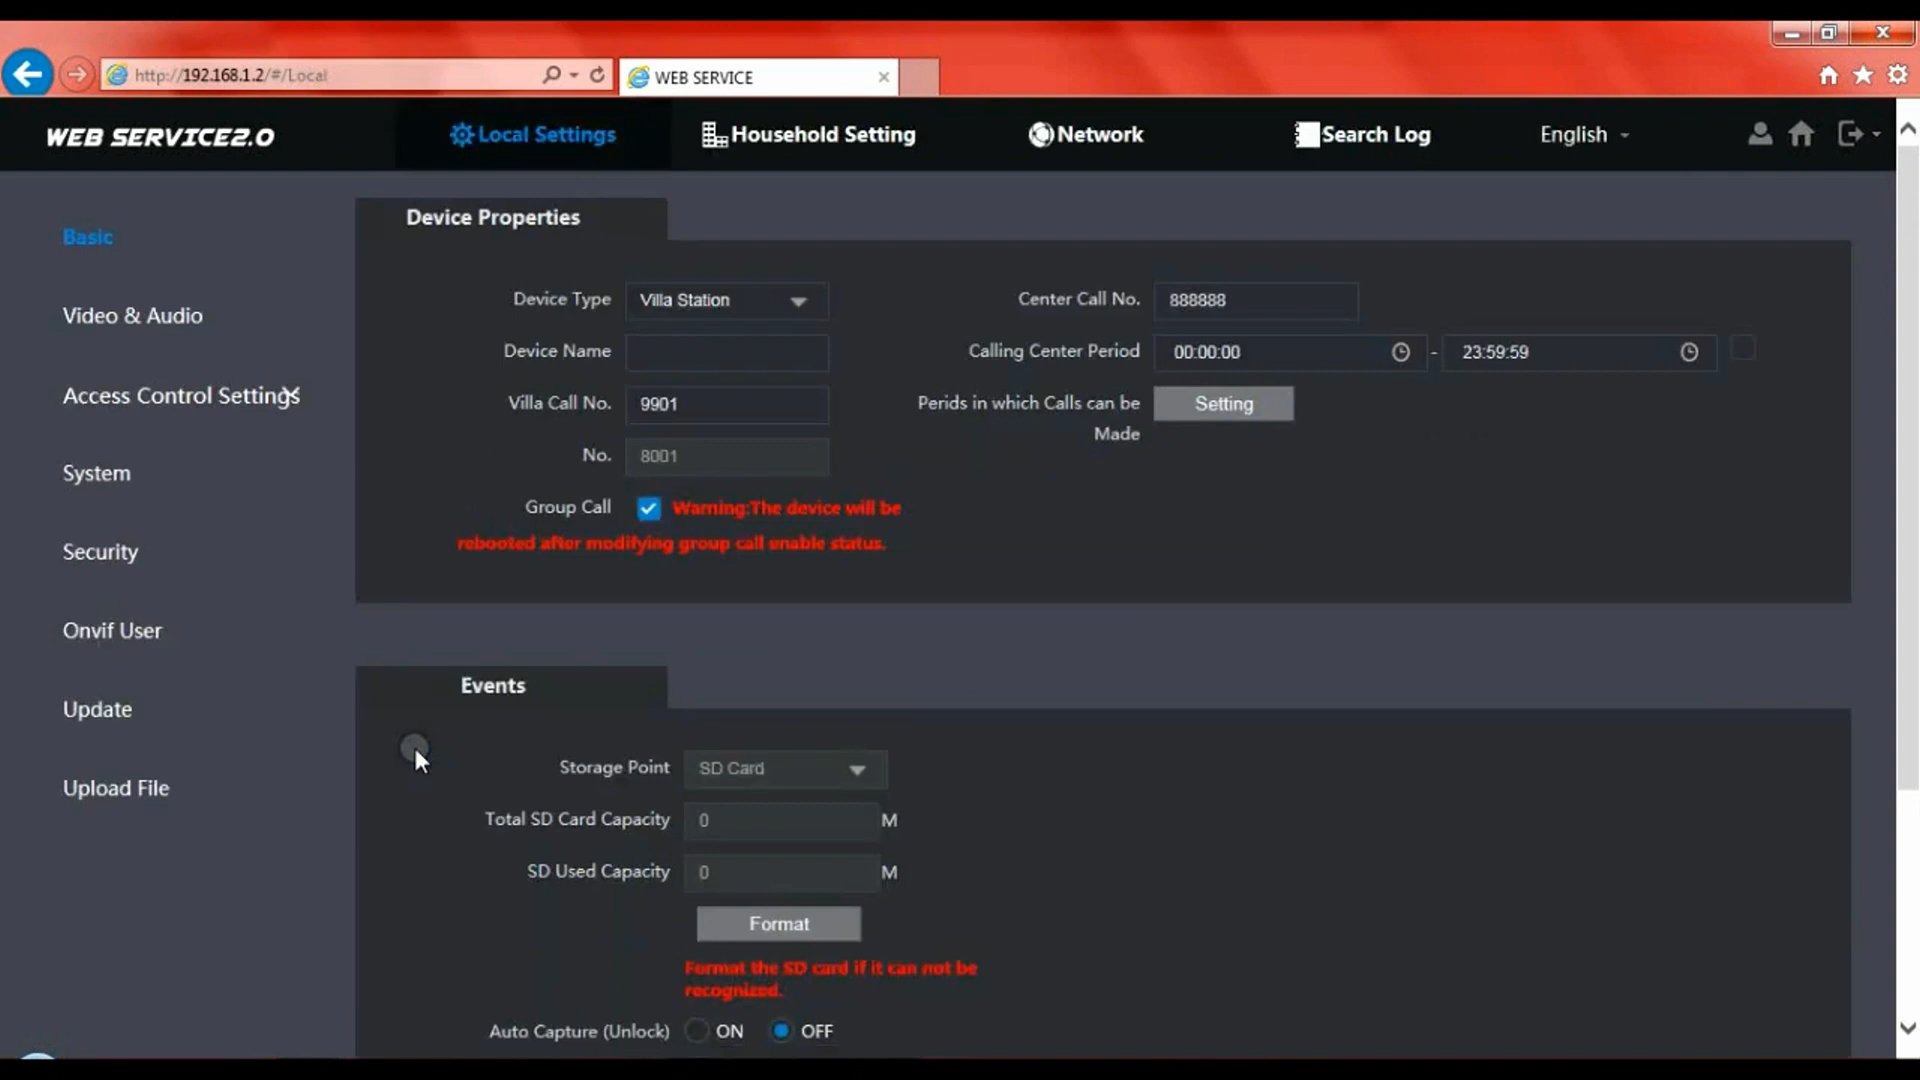 http://192.168.1.2/#/Local
WEB SERVICE
WEB SERVICE2.0
Local Settings
Household Setting
Network
Search Log
English
Basic
Video & Audio
Access Control Settings
System
Security
Onvif User
Update
Upload File
Device Properties
Device Type
Villa Station
Device Name
Villa Call No.
9901
No.
8001
Group Call
Warning:The device will be
rebooted after modifying group call enable status.
Center Call No.
888888
Calling Center Period
00:00:00
-
23:59:59
Perids in which Calls can be
Made
Setting
Events
Storage Point
SD Card
Total SD Card Capacity
0
M
SD Used Capacity
0
M
Format
Format the SD card if it can not be
recognized.
Auto Capture (Unlock)
ON
OFF